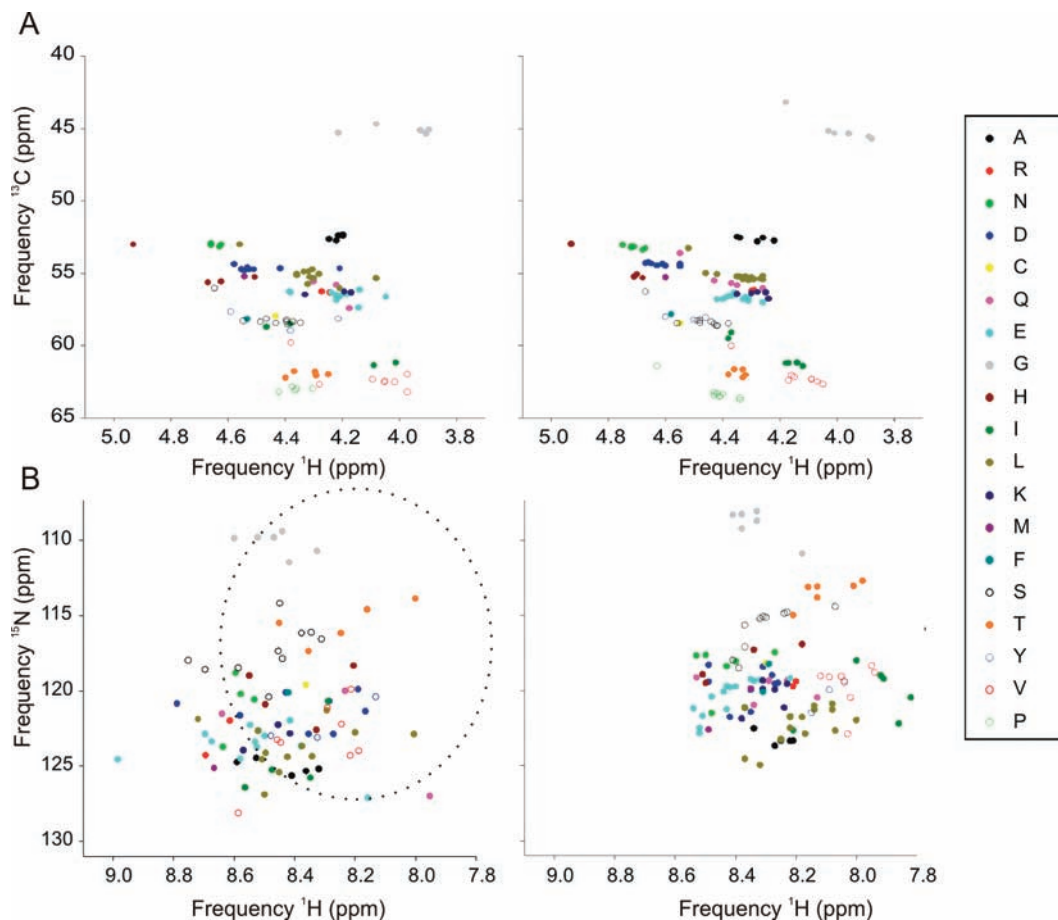 A
40
45
50
55
60
65
Frequency ¹³C (ppm)
5.0 4.6 4.4 4.2 4.0 3.8
Frequency ¹H (ppm)
5.0 4.6 4.4 4.2 4.0 3.8
Frequency ¹H (ppm)
B
110
115
120
125
130
Frequency ¹⁵N (ppm)
9.0 8.8 8.6 8.4 8.2 8.0 7.8
Frequency ¹H (ppm)
9.0 8.8 8.6 8.4 8.2 8.0 7.8
Frequency ¹H (ppm)
A
R
N
D
C
Q
E
G
H
I
L
K
M
F
S
T
Y
V
P